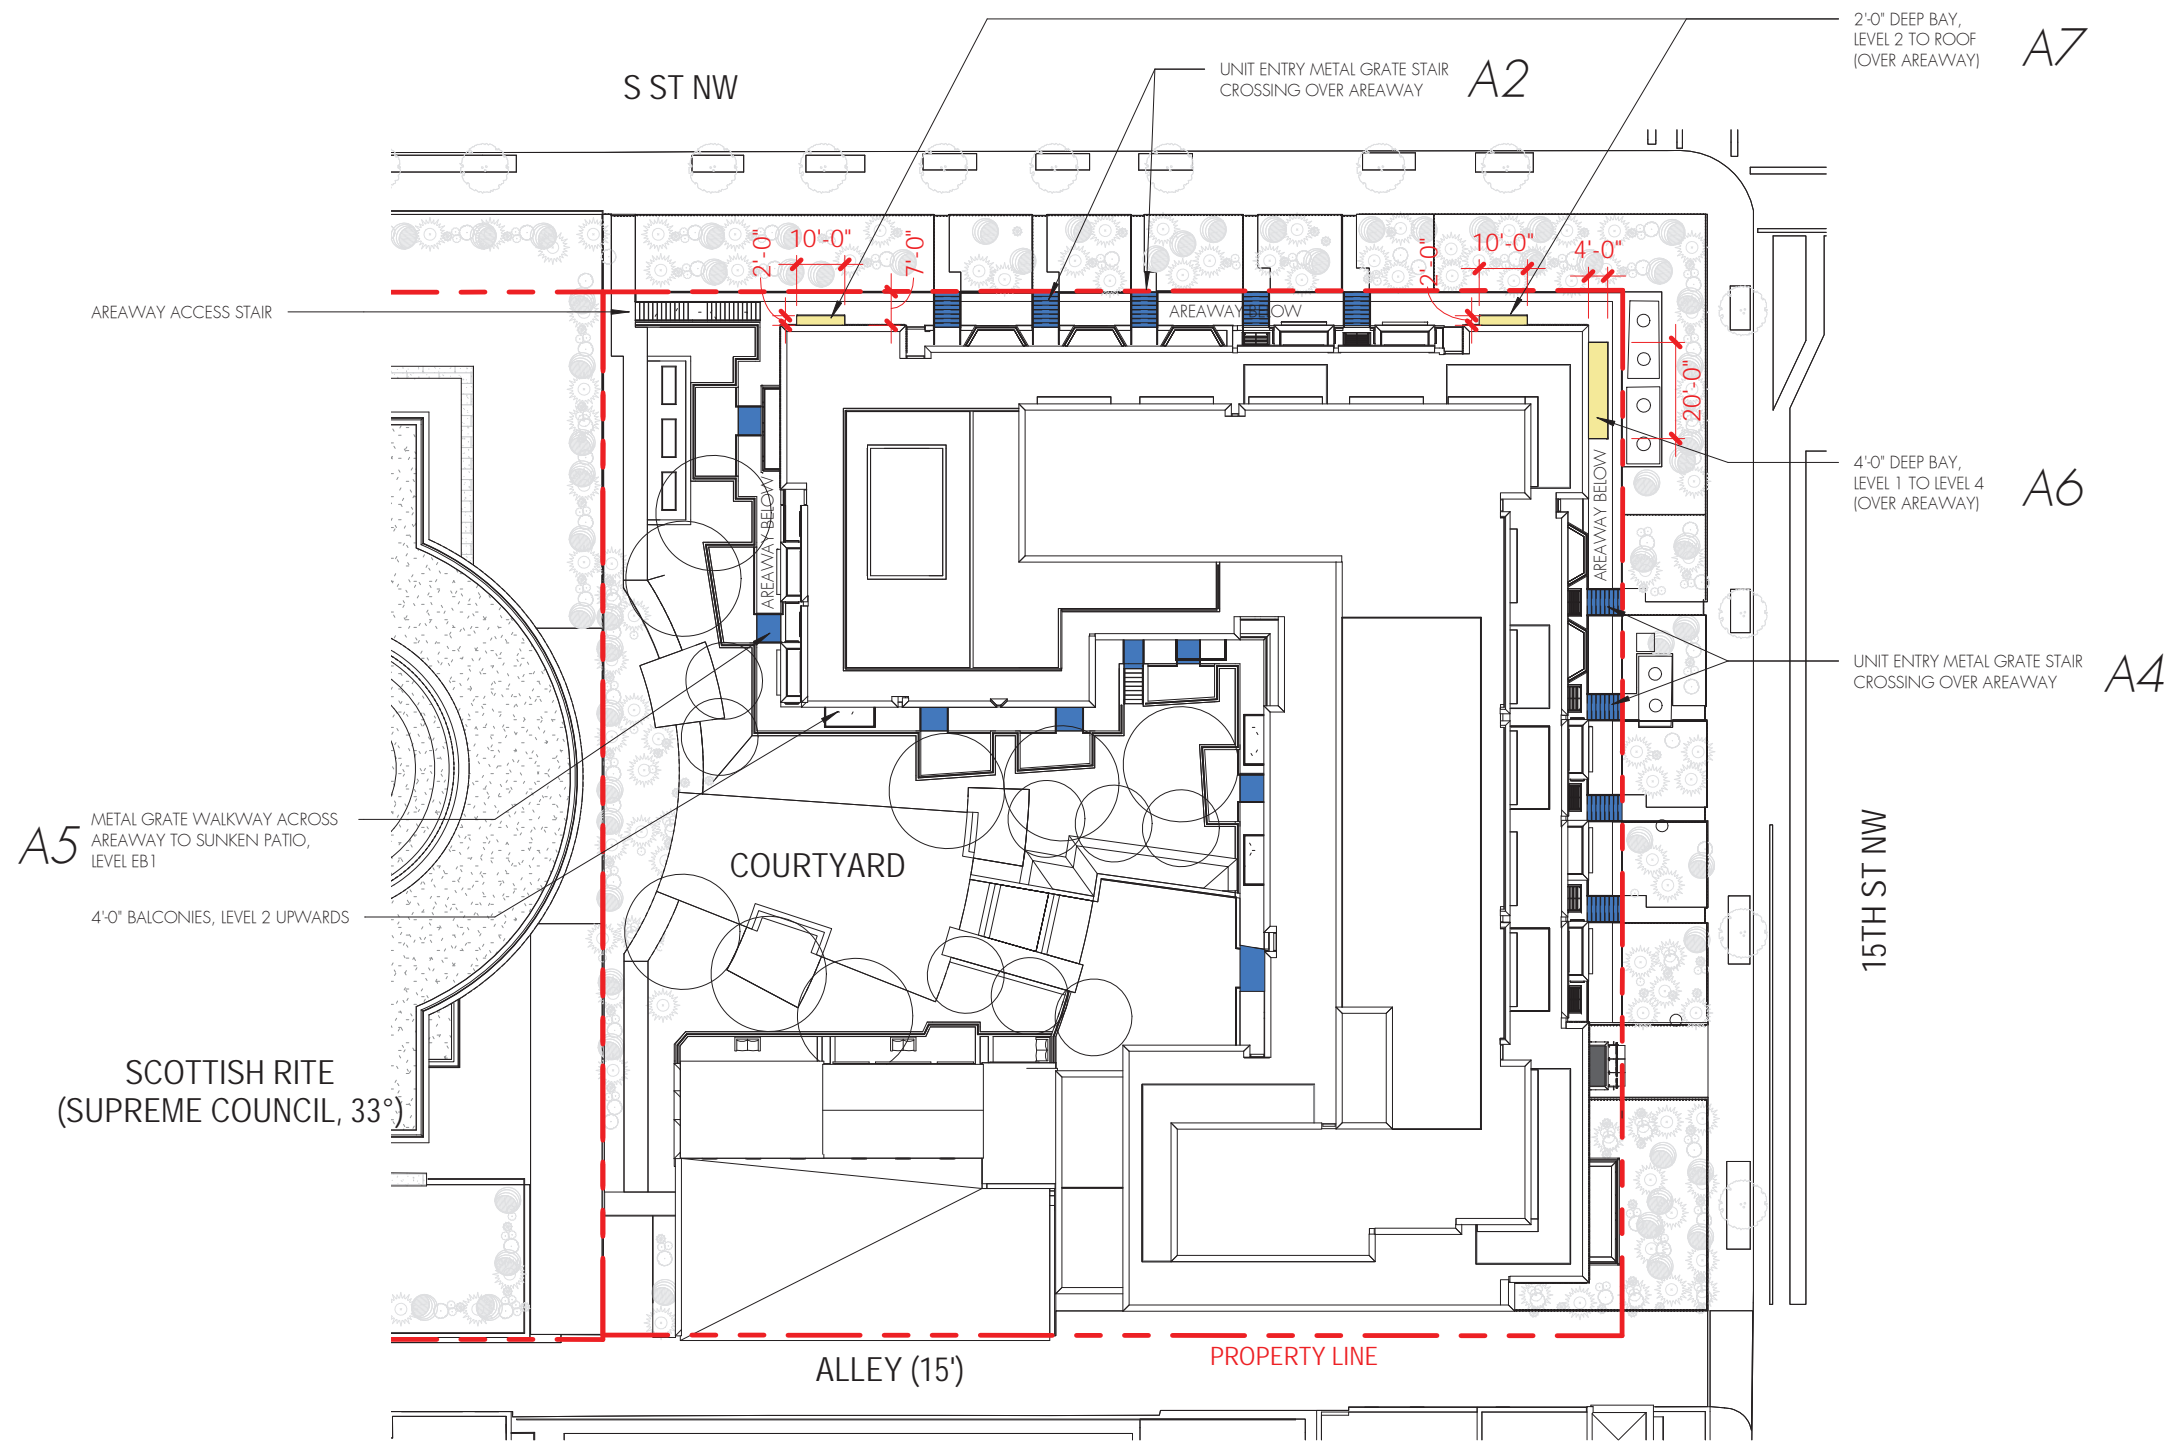 2'-0" DEEP BAY,
LEVEL 2 TO ROOF
(OVER AREAWAY)
A7
UNIT ENTRY METAL GRATE STAIR
CROSSING OVER AREAWAY
A2
S ST NW
2'-0"
10'-0"
7'-0"
2'-0"
10'-0"
4'-0"
AREAWAY ACCESS STAIR
AREAWAY BELOW
20'-0"
4'-0" DEEP BAY,
LEVEL 1 TO LEVEL 4
(OVER AREAWAY)
A6
AREAWAY BELOW
AREAWAY BELOW
UNIT ENTRY METAL GRATE STAIR
CROSSING OVER AREAWAY
A4
A5
METAL GRATE WALKWAY ACROSS
AREAWAY TO SUNKEN PATIO,
LEVEL EB1
COURTYARD
15TH ST NW
4'-0" BALCONIES, LEVEL 2 UPWARDS
SCOTTISH RITE
(SUPREME COUNCIL, 33°)
PROPERTY LINE
ALLEY (15')